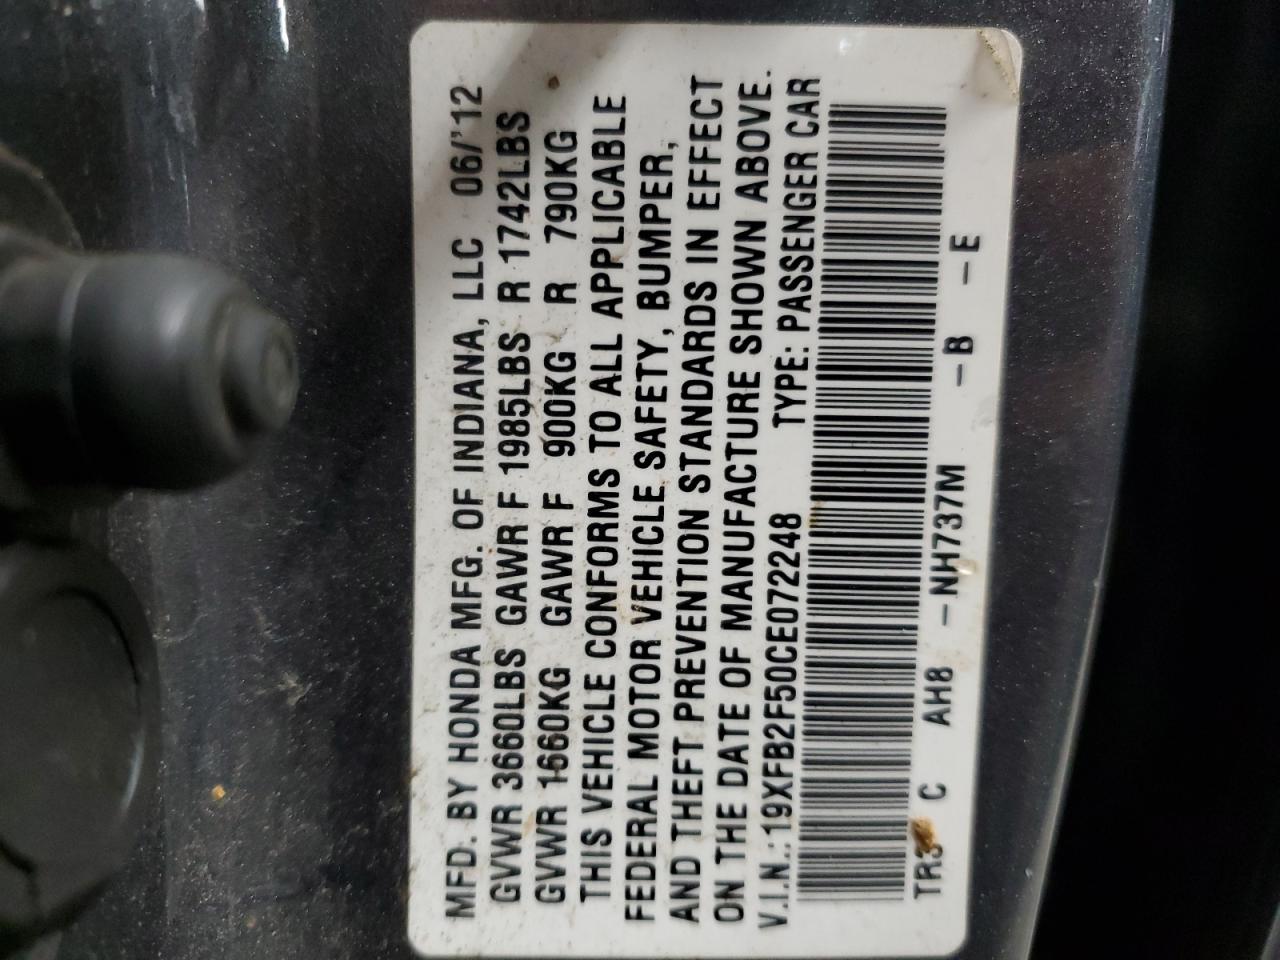 MFD. BY HONDA MFG. OF INDIANA, LLC 06/'12
GVWR 3660LBS GAWR F 1985LBS R 1742LBS
GVWR 1660KG GAWR F 900KG R 790KG
THIS VEHICLE CONFORMS TO ALL APPLICABLE
FEDERAL MOTOR VEHICLE SAFETY, BUMPER,
AND THEFT PREVENTION STANDARDS IN EFFECT
ON THE DATE OF MANUFACTURE SHOWN ABOVE.
V.I.N.:19XFB2F50CE072248 TYPE: PASSENGER CAR
TR3 C AH8 -NH737M -B -E